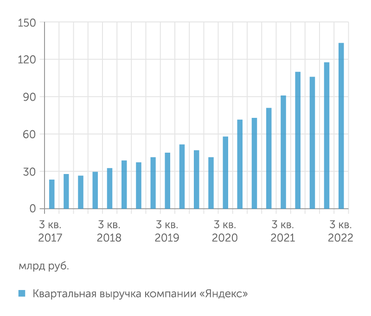 150
120
90
60
30
0
3 кв. 3 кв. 3 кв. 3 кв. 3 кв. 3 кв.
2017 2018 2019 2020 2021 2022
млрд руб.
Квартальная выручка компании «Яндекс»